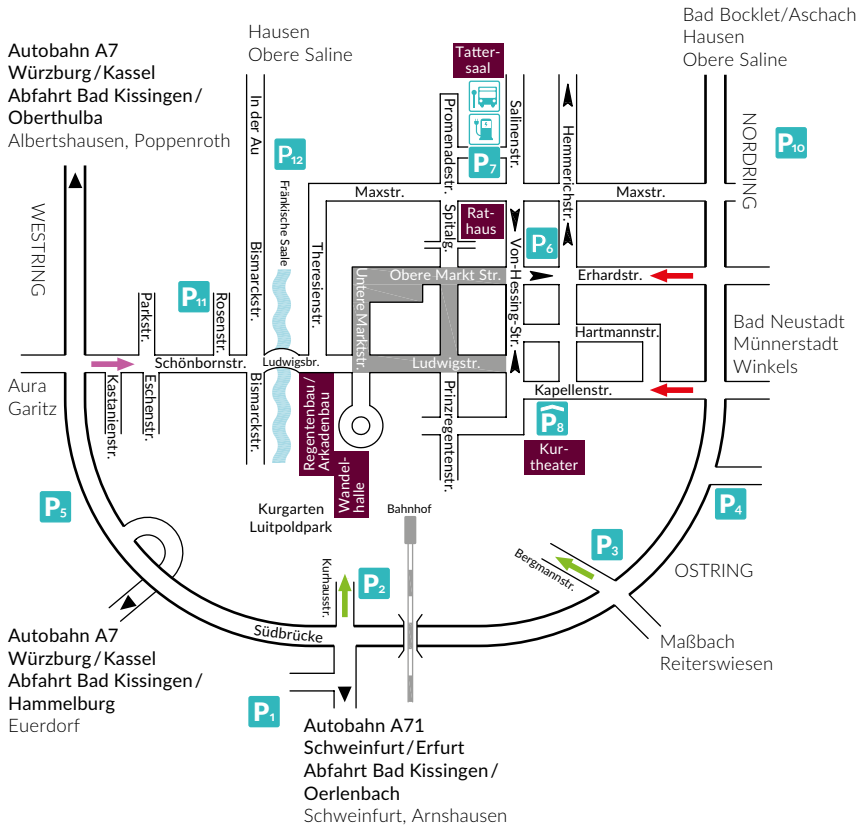 Bad Bocklet/Aschach
Hausen
Obere Saline
Hausen
Obere Saline
Autobahn A7
Würzburg/Kassel
Abfahrt Bad Kissingen/
Oberthulba
Albertshausen, Poppenroth
Tatter-
saal
In der Au
Promenadestr.
Salinenstr.
Hemmerichstr.
NORDRING
P10
P12
P7
Fränkische Saale
Maxstr.
Maxstr.
WESTRING
Theresienstr.
Spitalg.
Rat-
haus
Von-Hessing-Str.
P6
Bismarckstr.
Untere Marktstr.
Obere Markt Str.
Erhardstr.
P11
Parkstr.
Rosenstr.
Hartmannstr.
Bad Neustadt
Münnerstadt
Winkels
Schönbornstr.
Ludwigsbr.
Ludwigstr.
Aura
Garitz
Kastanienstr.
Eschenstr.
Bismarckstr.
Regentenbau/
Arkadenbau
Prinzregentenstr.
Kapellenstr.
P8
Kur-
theater
Wandel-
halle
P5
Kurgarten
Luitpoldpark
Bahnhof
P4
P3
Bergmannstr.
OSTRING
Kurhausstr.
P2
Südbrücke
Maßbach
Reiterswiesen
Autobahn A7
Würzburg/Kassel
Abfahrt Bad Kissingen/
Hammelburg
Euerdorf
P1
Autobahn A71
Schweinfurt/Erfurt
Abfahrt Bad Kissingen/
Oerlenbach
Schweinfurt, Arnshausen